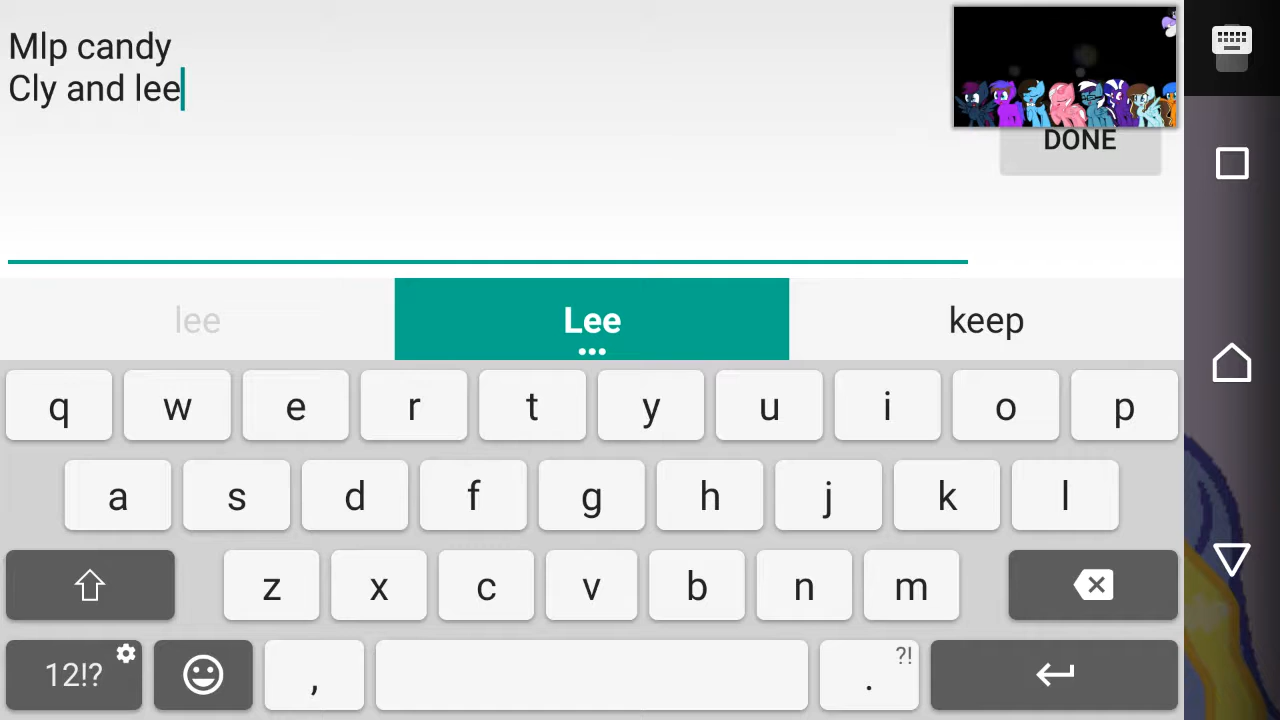 Mlp candy
Cly and lee
DONE
lee Lee keep
q w e r t y u i o p
a s d f g h j k l
z x c v b n m
12!? , . ?!